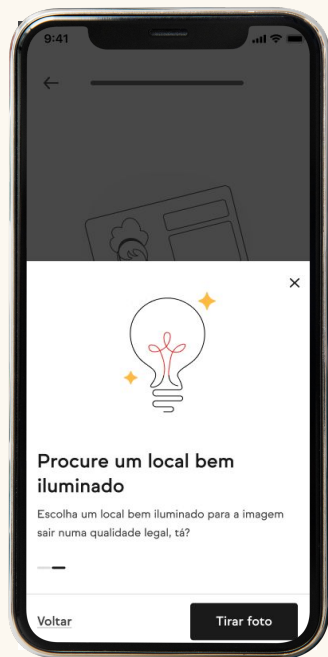 9:41
Procure um local bem
iluminado
Escolha um local bem iluminado para a imagem
sair numa qualidade legal, tá?
Voltar
Tirar foto